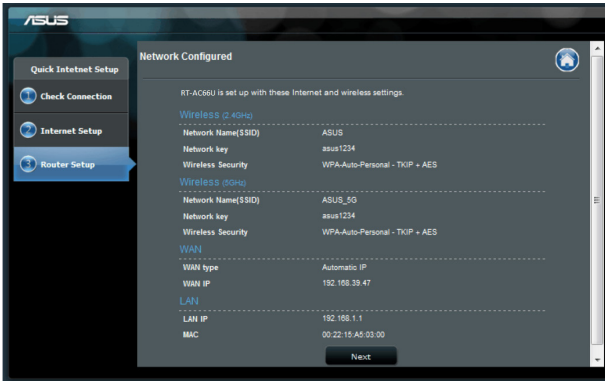 ASUS
Quick Intetnet Setup
1 Check Connection
2 Internet Setup
3 Router Setup
Network Configured
RT-AC66U is set up with these Internet and wireless settings.
Wireless (2.4GHz)
Network Name(SSID) ASUS
Network key asus1234
Wireless Security WPA-Auto-Personal - TKIP + AES
Wireless (5GHz)
Network Name(SSID) ASUS_5G
Network key asus1234
Wireless Security WPA-Auto-Personal - TKIP + AES
WAN
WAN type Automatic IP
WAN IP 192.168.39.47
LAN
LAN IP 192.168.1.1
MAC 00:22:15:A5:03:00
Next